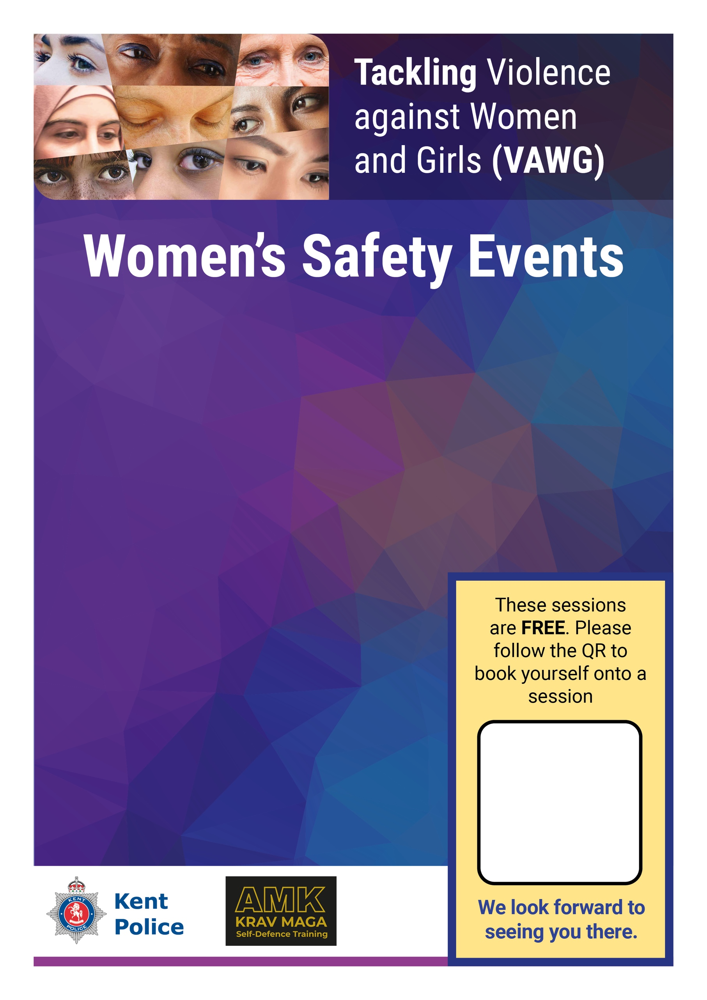 Tackling Violence
against Women
and Girls (VAWG)
Women’s Safety Events
These sessions
are FREE. Please
follow the QR to
book yourself onto a
session
We look forward to
seeing you there.
KENT
POLICE
Kent
Police
AMK
KRAV MAGA
Self-Defence Training